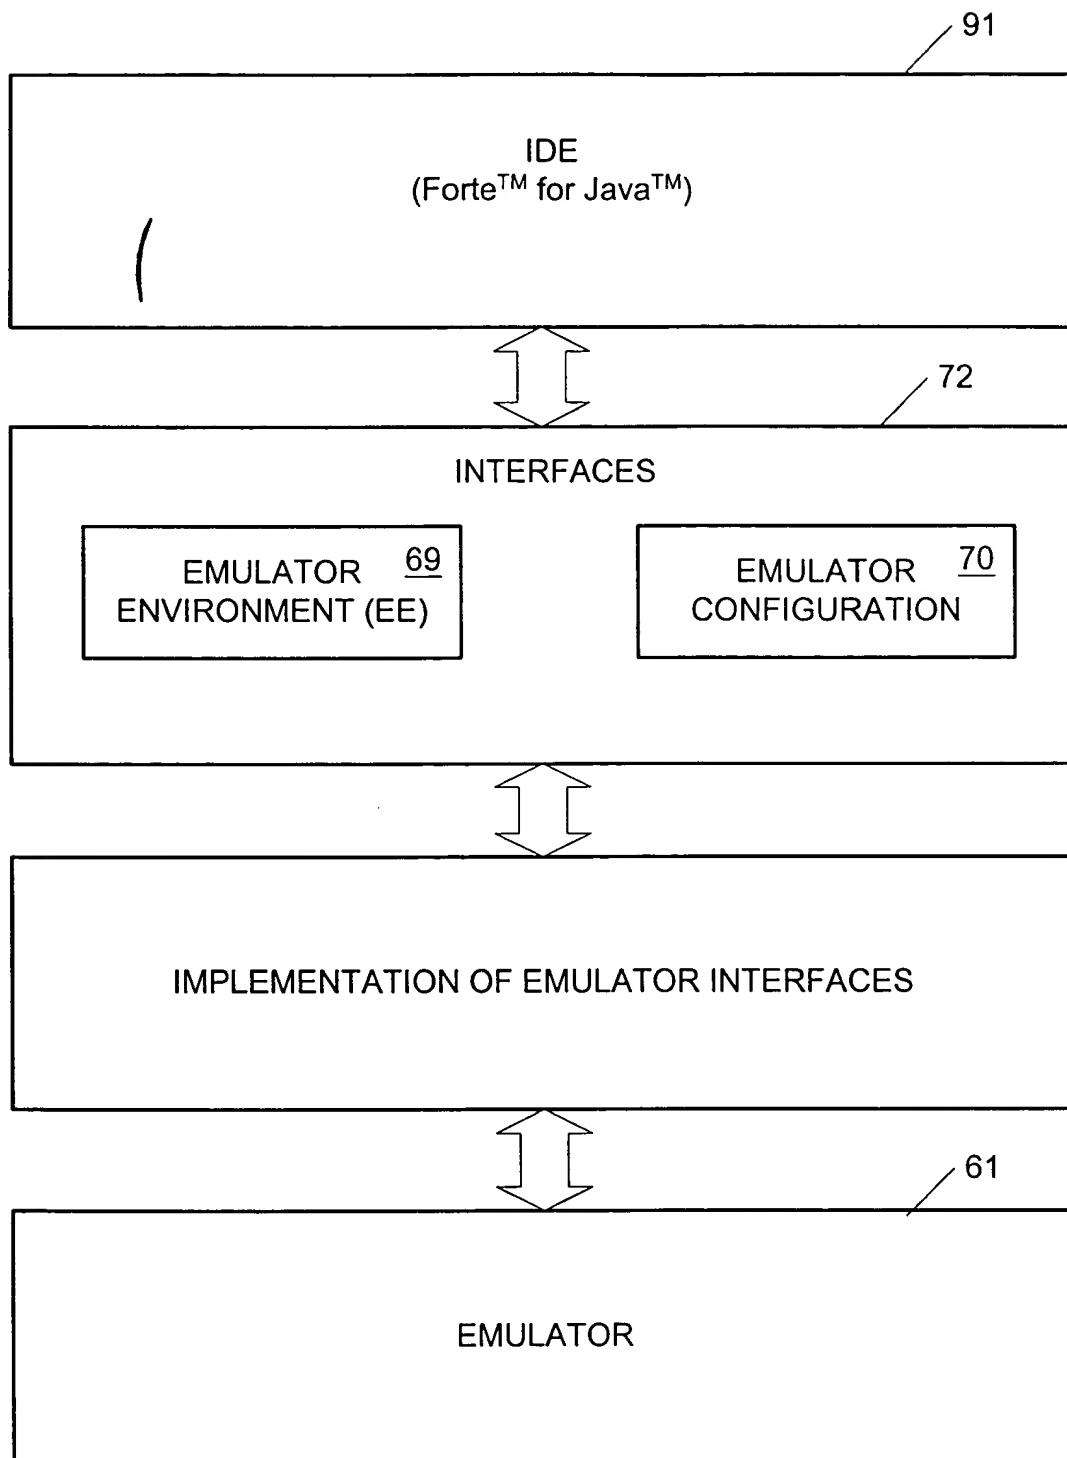 91
IDE
(Forte™ for Java™)
72
INTERFACES
EMULATOR 69
ENVIRONMENT (EE)
EMULATOR 70
CONFIGURATION
IMPLEMENTATION OF EMULATOR INTERFACES
61
EMULATOR